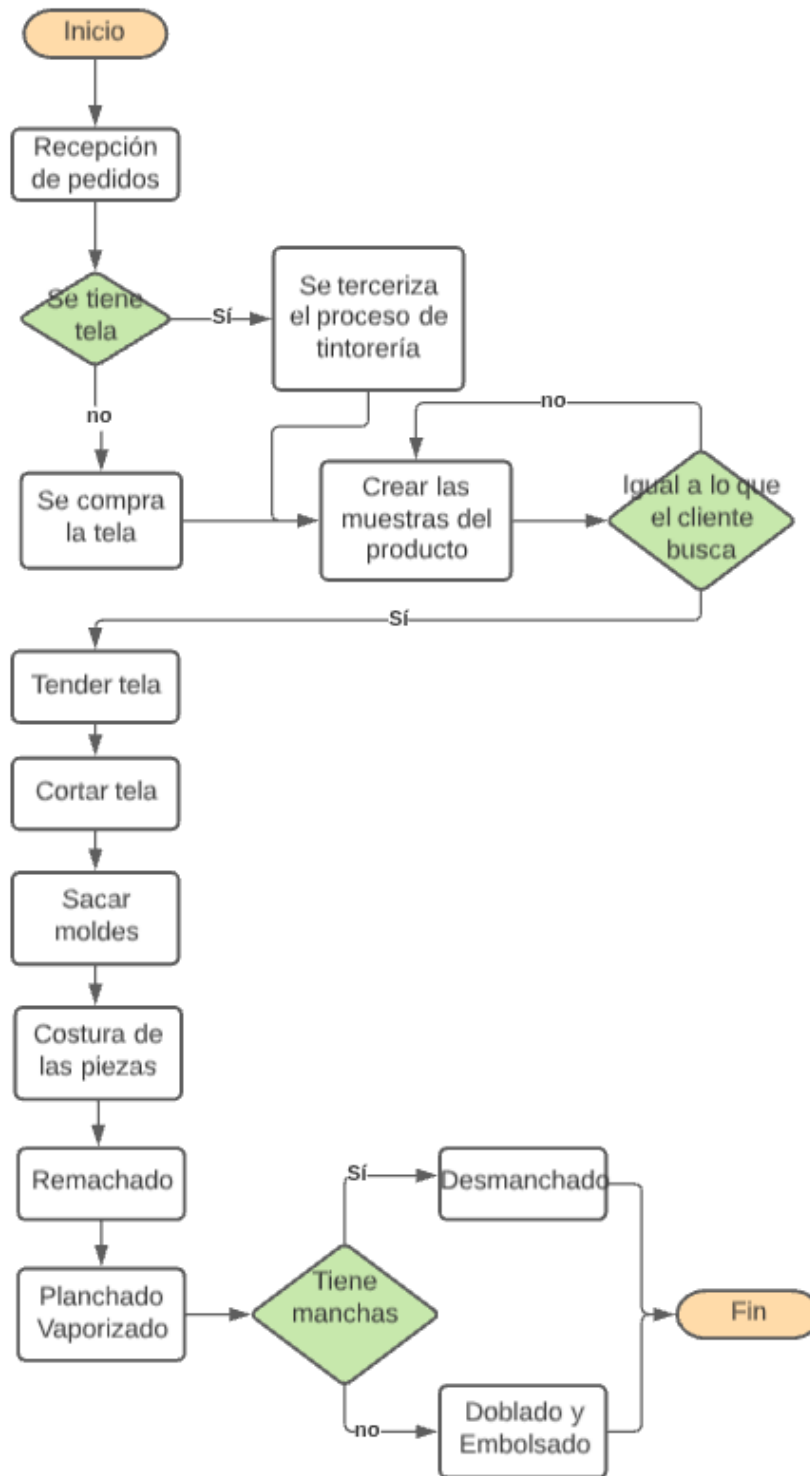 Inicio
Recepción
de pedidos
Se tiene
tela
Sí
Se terceriza
el proceso de
tintorería
no
Se compra
la tela
Crear las
muestras del
producto
no
Igual a lo que
el cliente
busca
Sí
Tender tela
Cortar tela
Sacar
moldes
Costura de
las piezas
Remachado
Planchado
Vaporizado
Tiene
manchas
Sí
Desmanchado
no
Doblado y
Embolsado
Fin